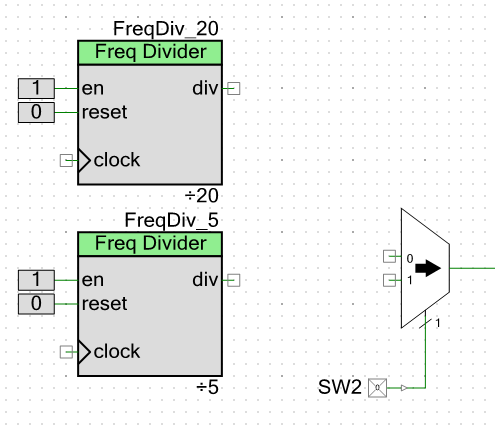 FreqDiv_20
Freq Divider
1 en div
0 reset
clock
÷20
FreqDiv_5
Freq Divider
1 en div
0 reset
clock
÷5
0
1
1
SW2 0